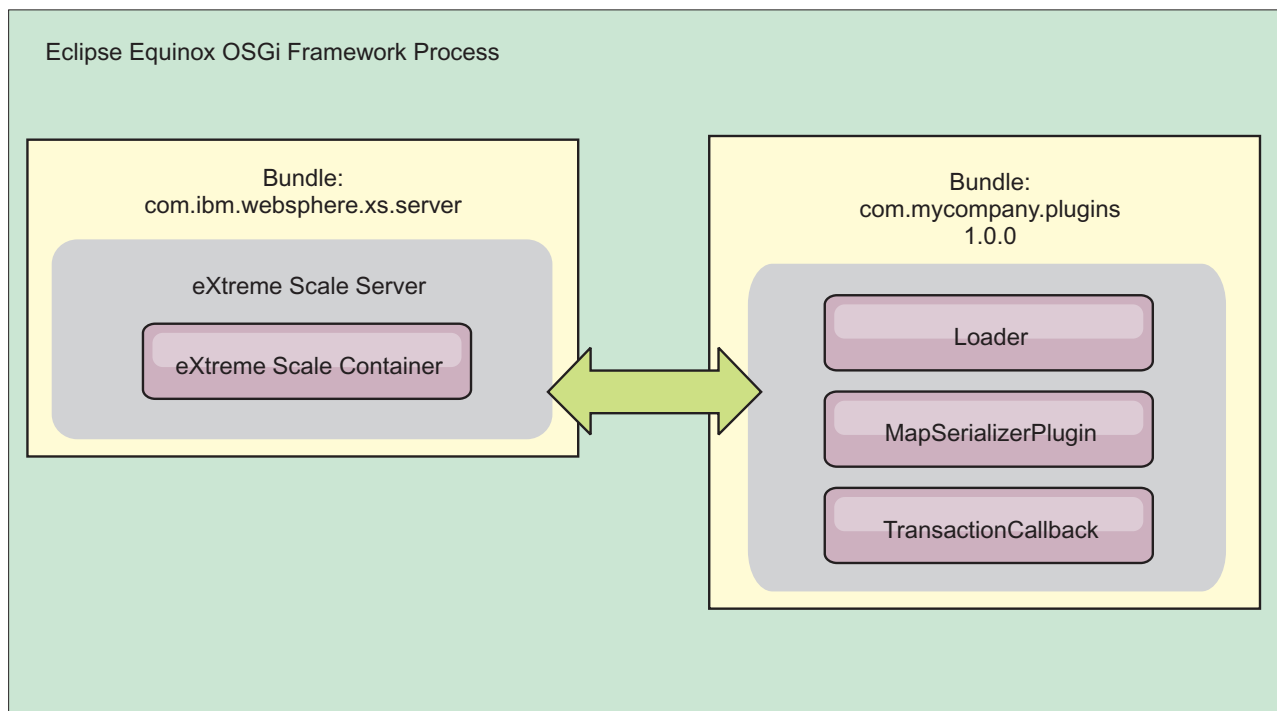 Eclipse Equinox OSGi Framework Process
Bundle:
com.ibm.websphere.xs.server
eXtreme Scale Server
eXtreme Scale Container
Bundle:
com.mycompany.plugins
1.0.0
Loader
MapSerializerPlugin
TransactionCallback